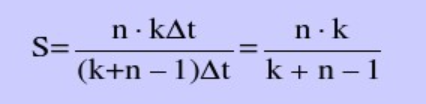 S= n · kΔt / (k+n – 1)Δt = n · k / k + n – 1